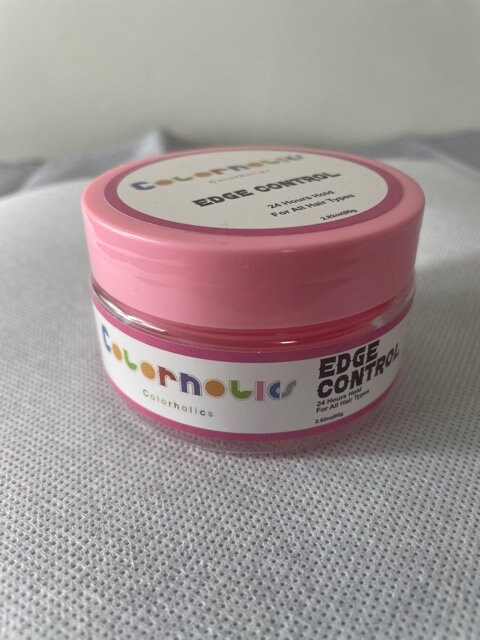 Colorholics
Colorholics
EDGE CONTROL
24 Hours Hold
For All Hair Types
Colorholics
Colorholics
EDGE
CONTROL
24 Hours Hold
For All Hair Types